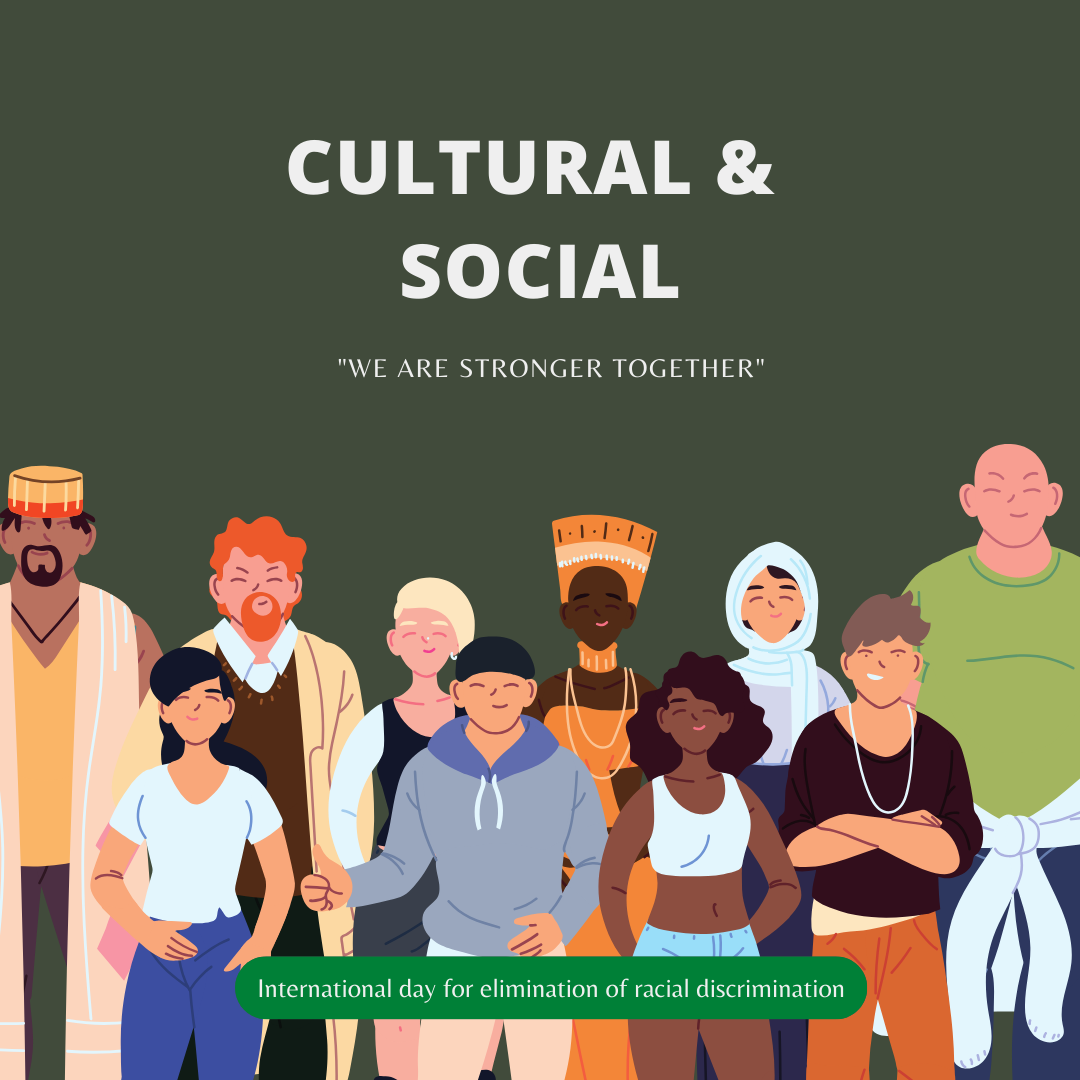 CULTURAL &
SOCIAL
"WE ARE STRONGER TOGETHER"
International day for elimination of racial discrimination